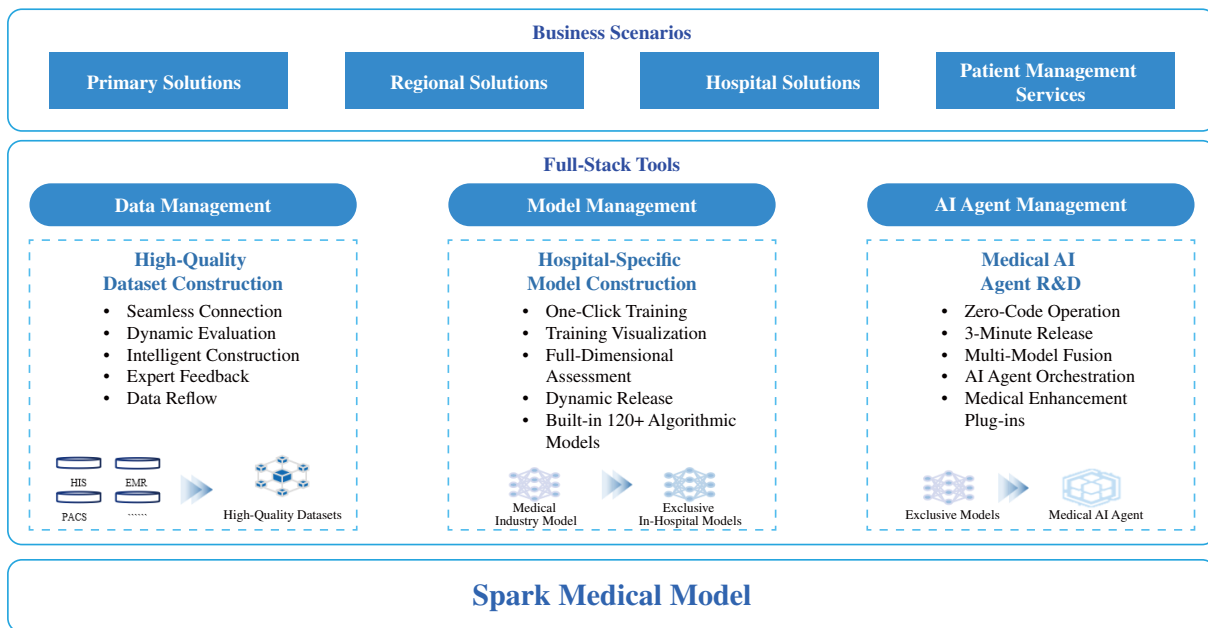 Business Scenarios
Primary Solutions
Regional Solutions
Hospital Solutions
Patient Management
Services
Full-Stack Tools
Data Management
High-Quality
Dataset Construction
• Seamless Connection
• Dynamic Evaluation
• Intelligent Construction
• Expert Feedback
• Data Reflow
HIS
EMR
PACS
......
High-Quality Datasets
Model Management
Hospital-Specific
Model Construction
• One-Click Training
• Training Visualization
• Full-Dimensional
Assessment
• Dynamic Release
• Built-in 120+ Algorithmic
Models
Medical
Industry Model
Exclusive
In-Hospital Models
AI Agent Management
Medical AI
Agent R&D
• Zero-Code Operation
• 3-Minute Release
• Multi-Model Fusion
• AI Agent Orchestration
• Medical Enhancement
Plug-ins
Exclusive Models
Medical AI Agent
Spark Medical Model